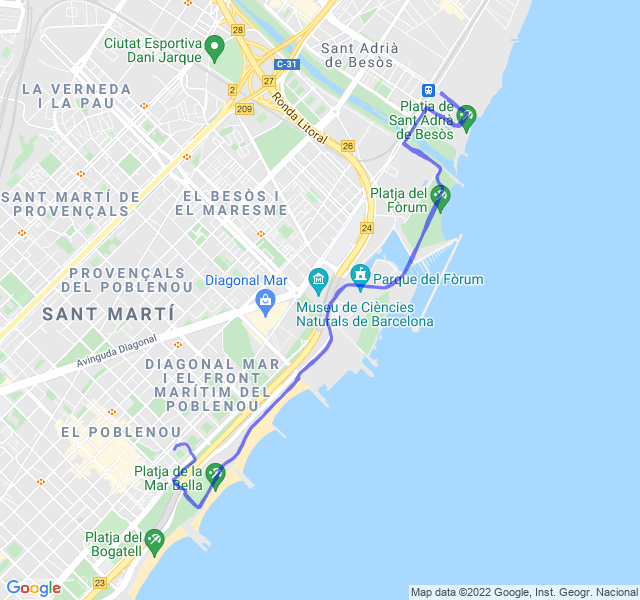 Ciutat Esportiva
Dani Jarque
28
Sant Adrià
de Besòs
C-31
27
2
209
LA VERNEDA
I LA PAU
Ronda Litoral
26
Platja de
Sant Adrià
de Besòs
SANT MARTÍ DE
PROVENÇALS
EL BESÒS I
EL MARESME
Platja del
Fòrum
24
PROVENÇALS
DEL POBLENOU
Diagonal Mar
Parque del Fòrum
SANT MARTÍ
Museu de Ciències
Naturals de Barcelona
Avinguda Diagonal
DIAGONAL MAR
I EL FRONT
MARÍTIM DEL
POBLENOU
EL POBLENOU
Platja de la
Mar Bella
Platja del
Bogatell
23
Google
Map data ©2022 Google, Inst. Geogr. Nacional